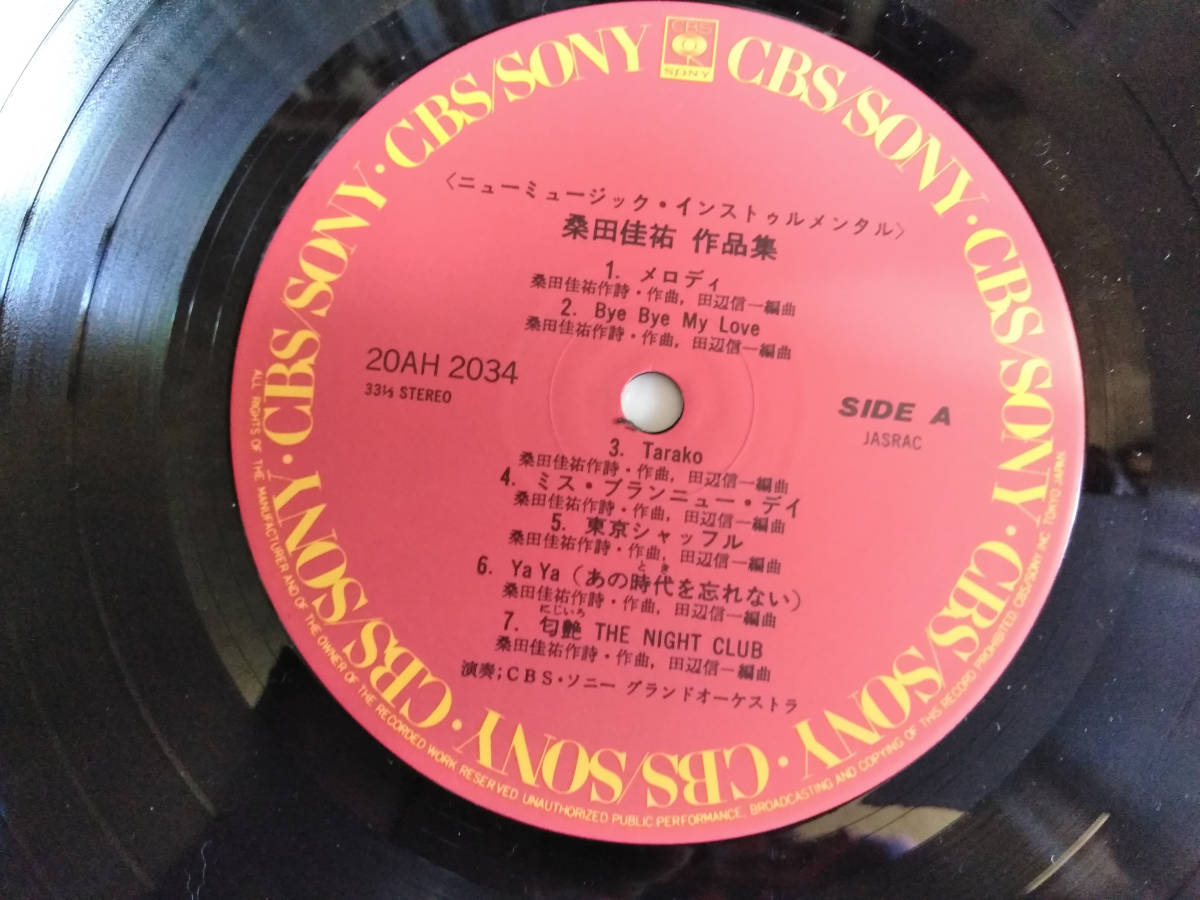 CBS
SONY
CBS/SONY・CBS/SONY・CBS/SONY・CBS/SONY・CBS/SONY・CBS/SONY・CBS/SONY・CBS/SONY・CBS/SONY・CBS/SONY
〈ニューミュージック・インストゥルメンタル〉
桑田佳祐 作品集
1. メロディ
桑田佳祐作詩・作曲, 田辺信一編曲
2. Bye Bye My Love
桑田佳祐作詩・作曲, 田辺信一編曲
20AH 2034
33⅓ STEREO
SIDE A
JASRAC
3. Tarako
桑田佳祐作詩・作曲, 田辺信一編曲
4. ミス・ブランニュー・デイ
桑田佳祐作詩・作曲, 田辺信一編曲
5. 東京シャッフル
桑田佳祐作詩・作曲, 田辺信一編曲
とき
6. Ya Ya (あの時代を忘れない)
桑田佳祐作詩・作曲, 田辺信一編曲
にじいろ
7. 匂艶 THE NIGHT CLUB
桑田佳祐作詩・作曲, 田辺信一編曲
演奏;CBS・ソニー グランドオーケストラ
ALL RIGHTS OF THE MANUFACTURER AND OF THE OWNER OF THE RECORDED WORK RESERVED UNAUTHORIZED PUBLIC PERFORMANCE, BROADCASTING AND COPYING OF THIS RECORD PROHIBITED CBS/SONY INC TOKYO JAPAN